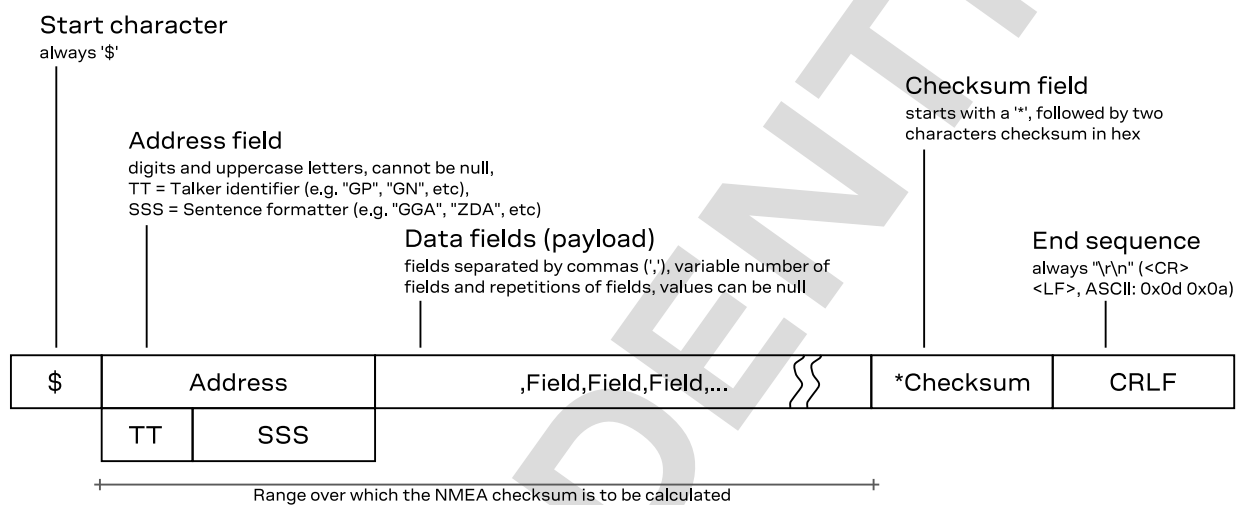 Start character
always '$'
Checksum field
starts with a '*', followed by two
characters checksum in hex
Address field
digits and uppercase letters, cannot be null,
TT = Talker identifier (e.g. "GP", "GN", etc),
SSS = Sentence formatter (e.g. "GGA", "ZDA", etc)
Data fields (payload)
fields separated by commas (','), variable number of
fields and repetitions of fields, values can be null
End sequence
always "\r\n" (<CR>
<LF>, ASCII: 0x0d 0x0a)
$ Address ,Field,Field,Field,... *Checksum CRLF
TT SSS
Range over which the NMEA checksum is to be calculated
DENT